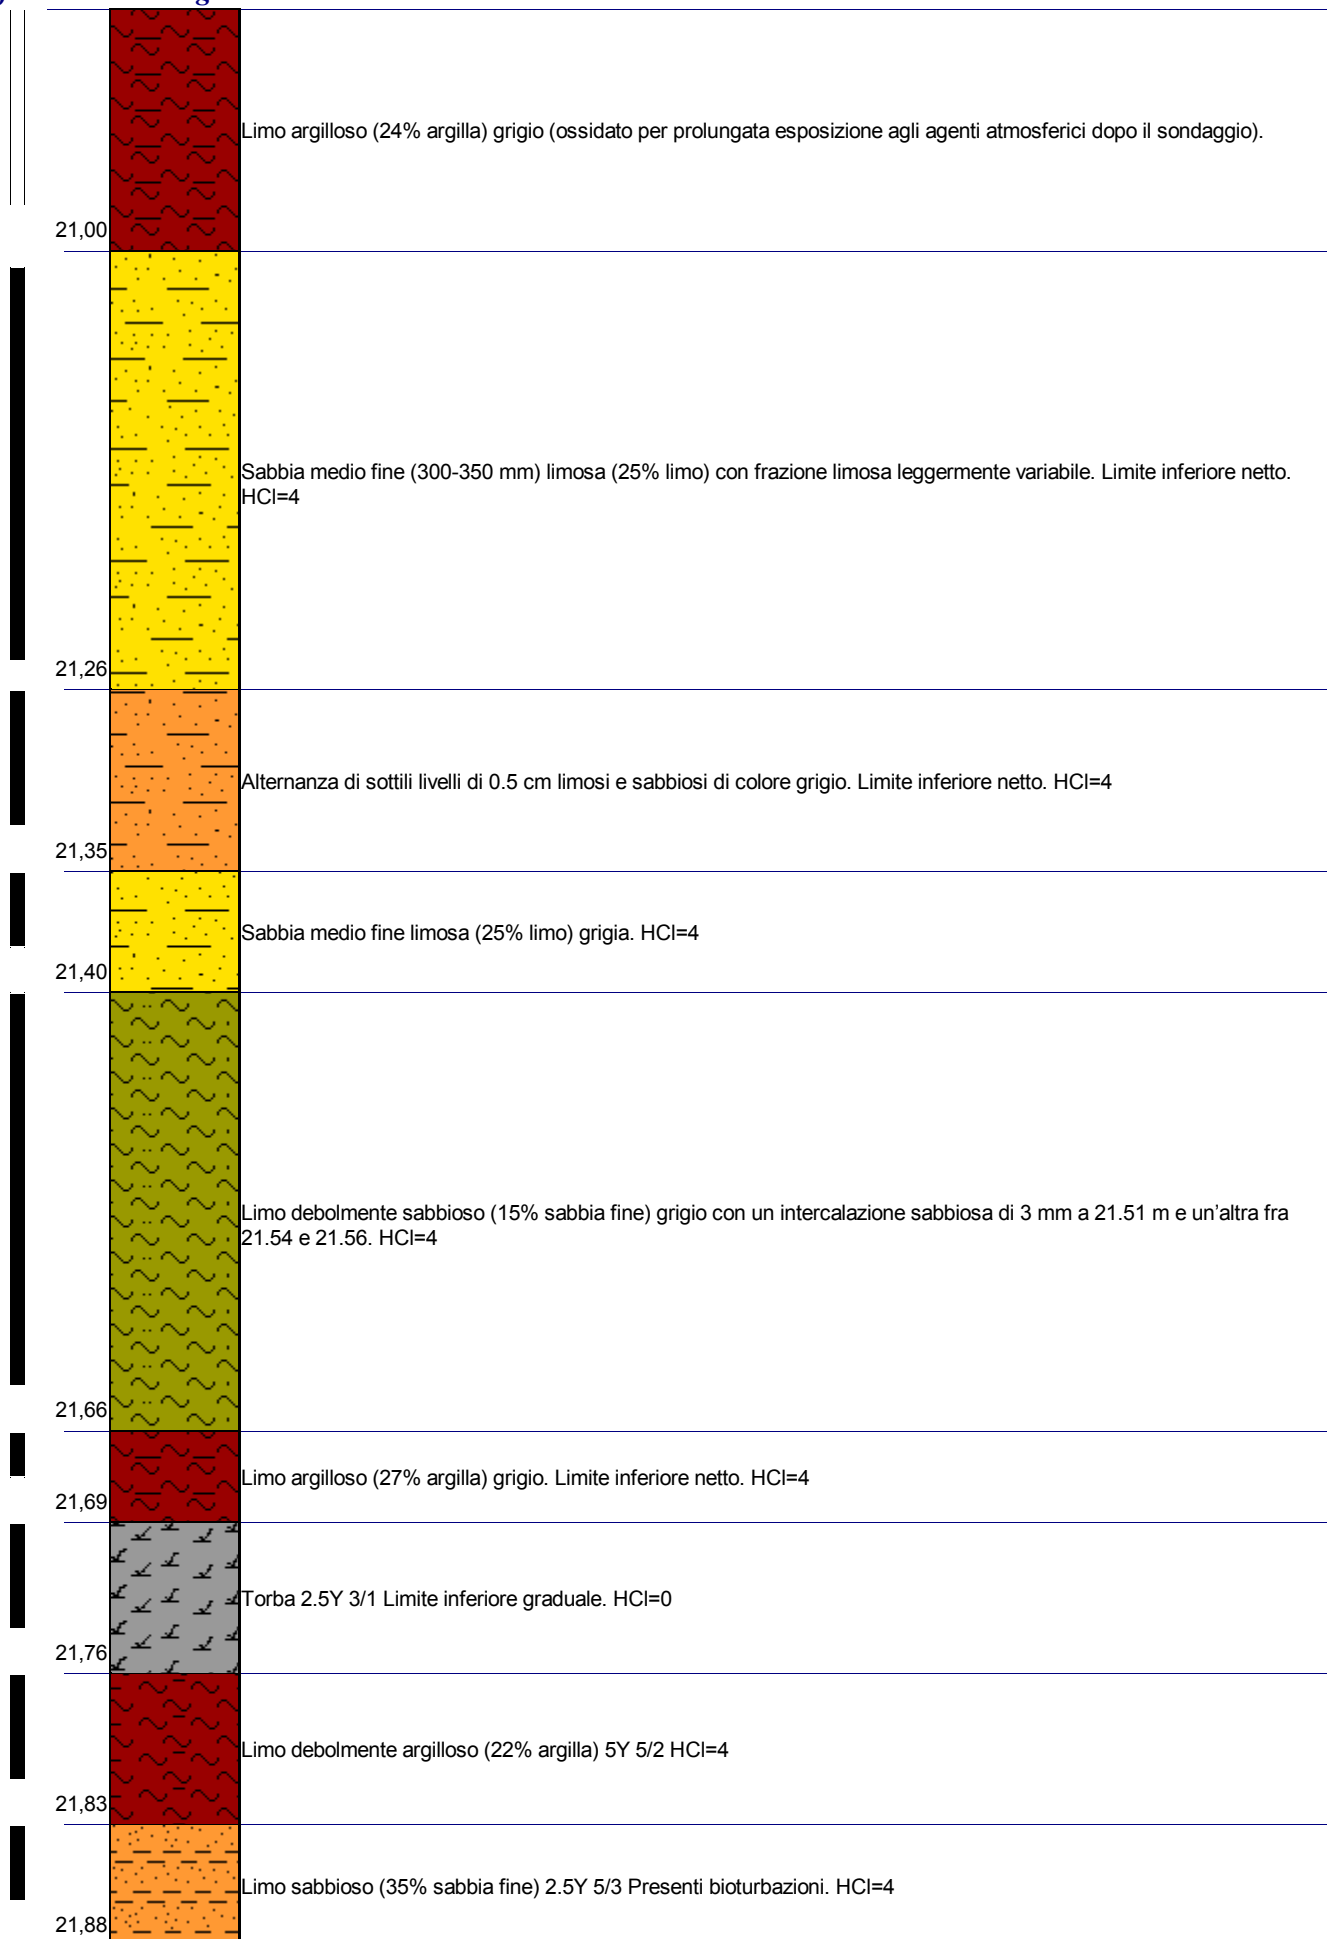 Limo argilloso (24% argilla) grigio (ossidato per prolungata esposizione agli agenti atmosferici dopo il sondaggio).
21,00
Sabbia medio fine (300-350 mm) limosa (25% limo) con frazione limosa leggermente variabile. Limite inferiore netto.
HCl=4
21,26
Alternanza di sottili livelli di 0.5 cm limosi e sabbiosi di colore grigio. Limite inferiore netto. HCl=4
21,35
Sabbia medio fine limosa (25% limo) grigia. HCl=4
21,40
Limo debolmente sabbioso (15% sabbia fine) grigio con un intercalazione sabbiosa di 3 mm a 21.51 m e un’altra fra
21.54 e 21.56. HCl=4
21,66
Limo argilloso (27% argilla) grigio. Limite inferiore netto. HCl=4
21,69
Torba 2.5Y 3/1 Limite inferiore graduale. HCl=0
21,76
Limo debolmente argilloso (22% argilla) 5Y 5/2 HCl=4
21,83
Limo sabbioso (35% sabbia fine) 2.5Y 5/3 Presenti bioturbazioni. HCl=4
21,88